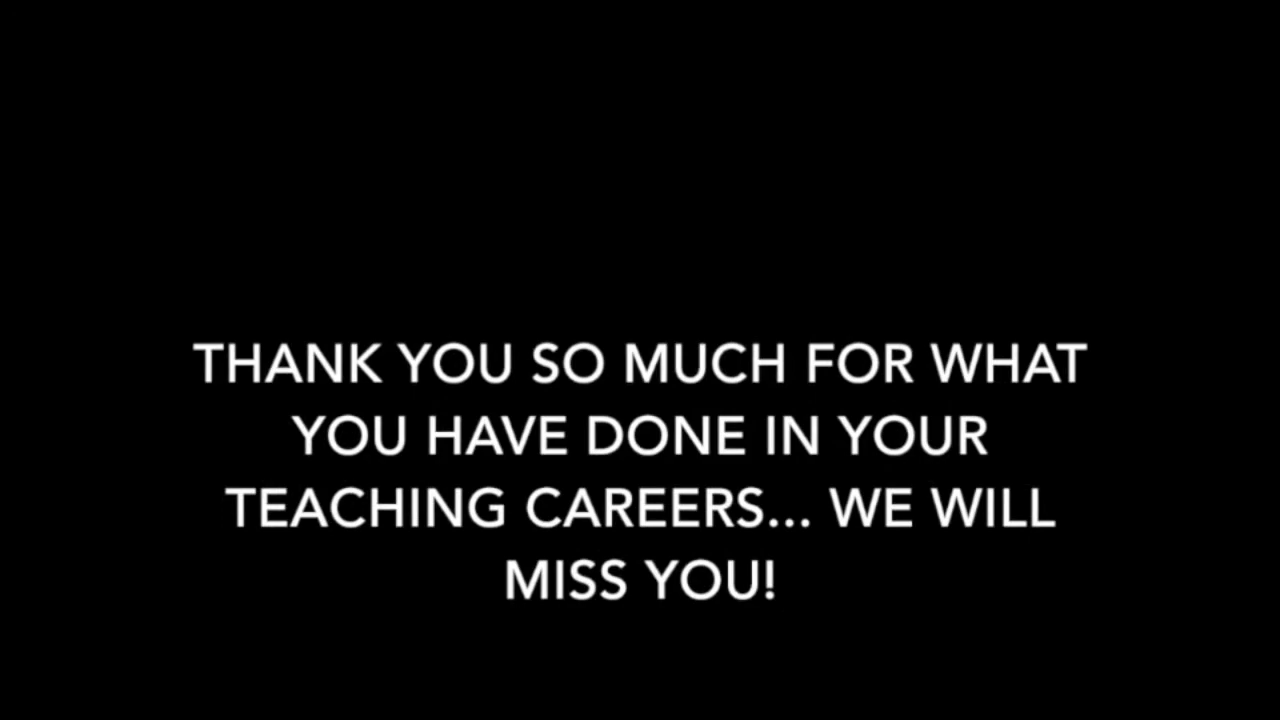 THANK YOU SO MUCH FOR WHAT
YOU HAVE DONE IN YOUR
TEACHING CAREERS... WE WILL
MISS YOU!